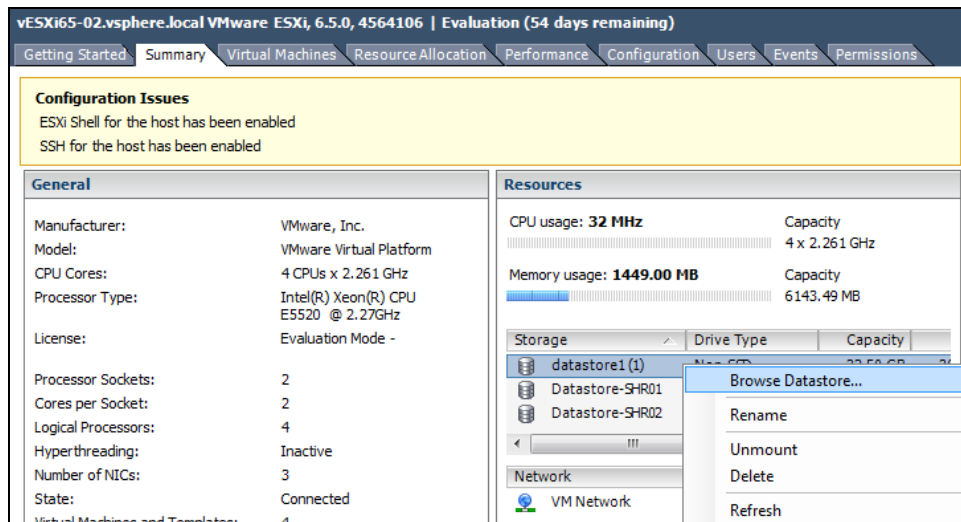 vESXi65-02.vsphere.local VMware ESXi, 6.5.0, 4564106 | Evaluation (54 days remaining)
Getting Started Summary Virtual Machines Resource Allocation Performance Configuration Users Events Permissions
Configuration Issues
ESXi Shell for the host has been enabled
SSH for the host has been enabled
General
Manufacturer: VMware, Inc.
Model: VMware Virtual Platform
CPU Cores: 4 CPUs x 2.261 GHz
Processor Type: Intel(R) Xeon(R) CPU
E5520 @ 2.27GHz
License: Evaluation Mode -
Processor Sockets: 2
Cores per Socket: 2
Logical Processors: 4
Hyperthreading: Inactive
Number of NICs: 3
State: Connected
Virtual Machines and Templates: 4
Resources
CPU usage: 32 MHz Capacity
4 x 2.261 GHz
Memory usage: 1449.00 MB Capacity
6143.49 MB
Storage Drive Type Capacity
datastore1 (1)
Datastore-SHR01
Datastore-SHR02
Network
VM Network
Browse Datastore...
Rename
Unmount
Delete
Refresh